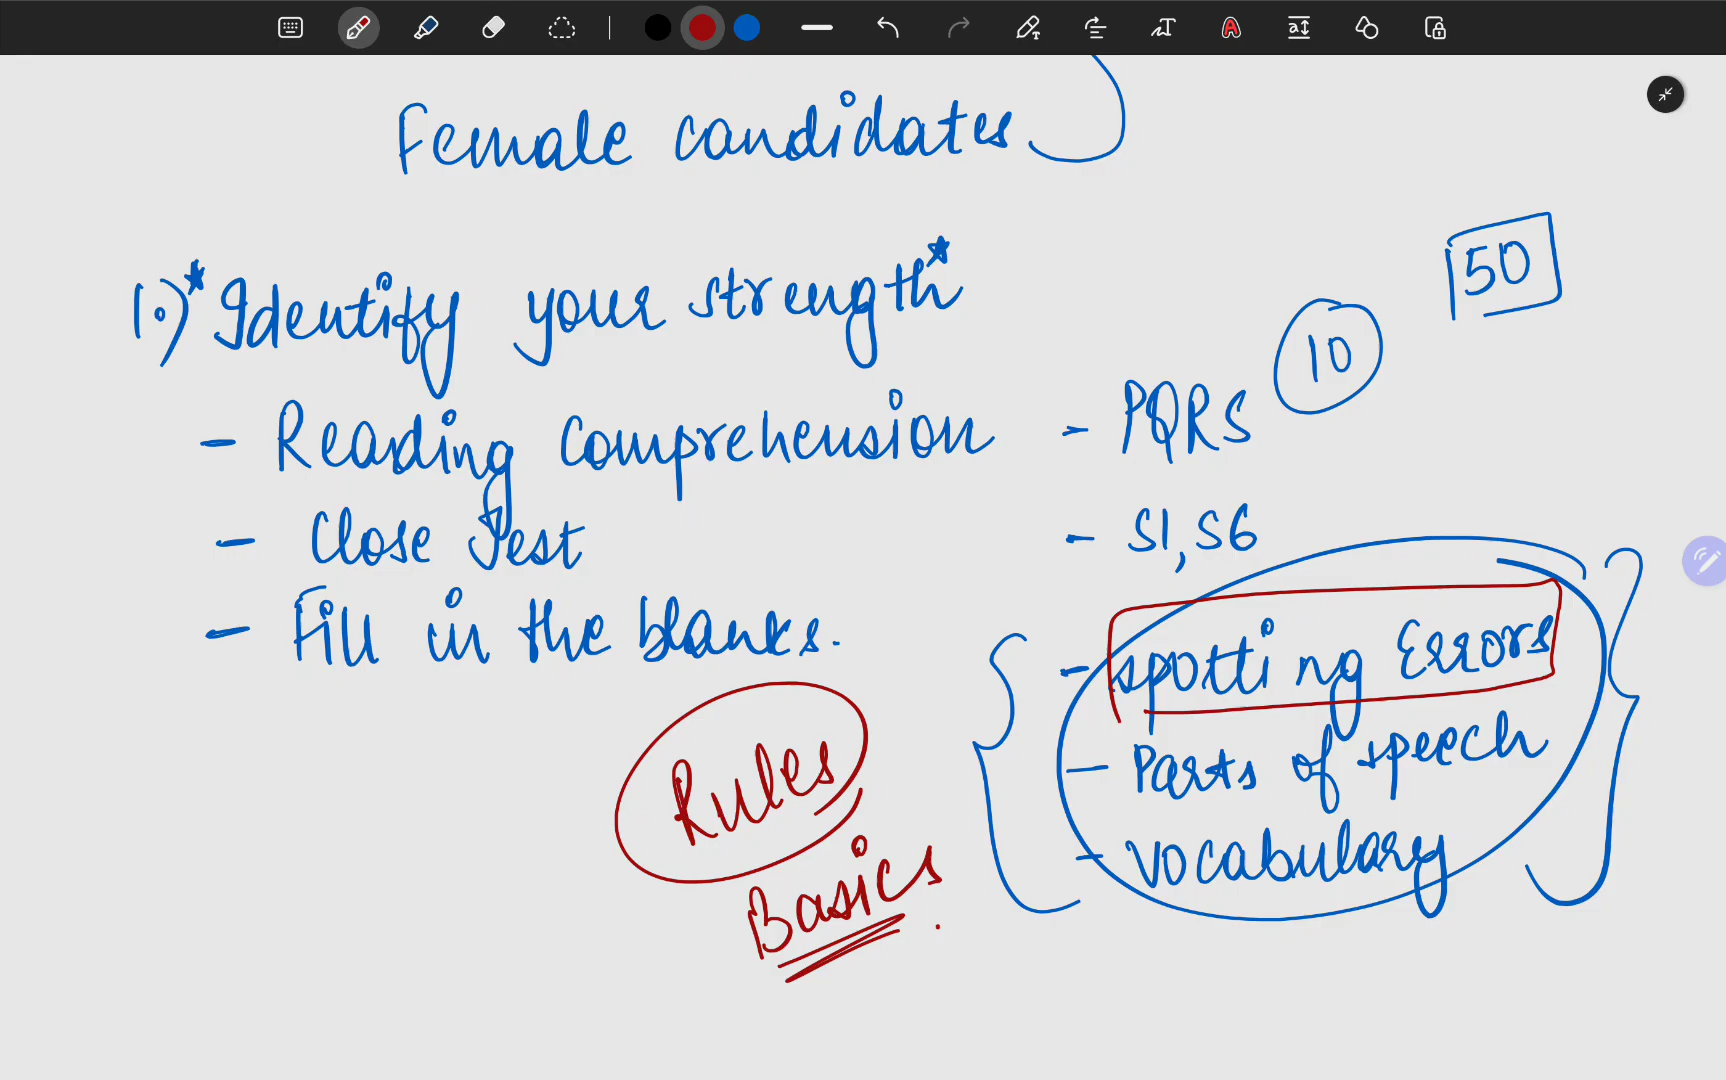 Female candidates
50
1.) *Identify your strength*
10
- Reading Comprehension
- Close Test
- Fill in the blanks.
- PQRS
- S1, S6
- Spotting Errors
- Parts of speech
- Vocabulary
Rules
Basics